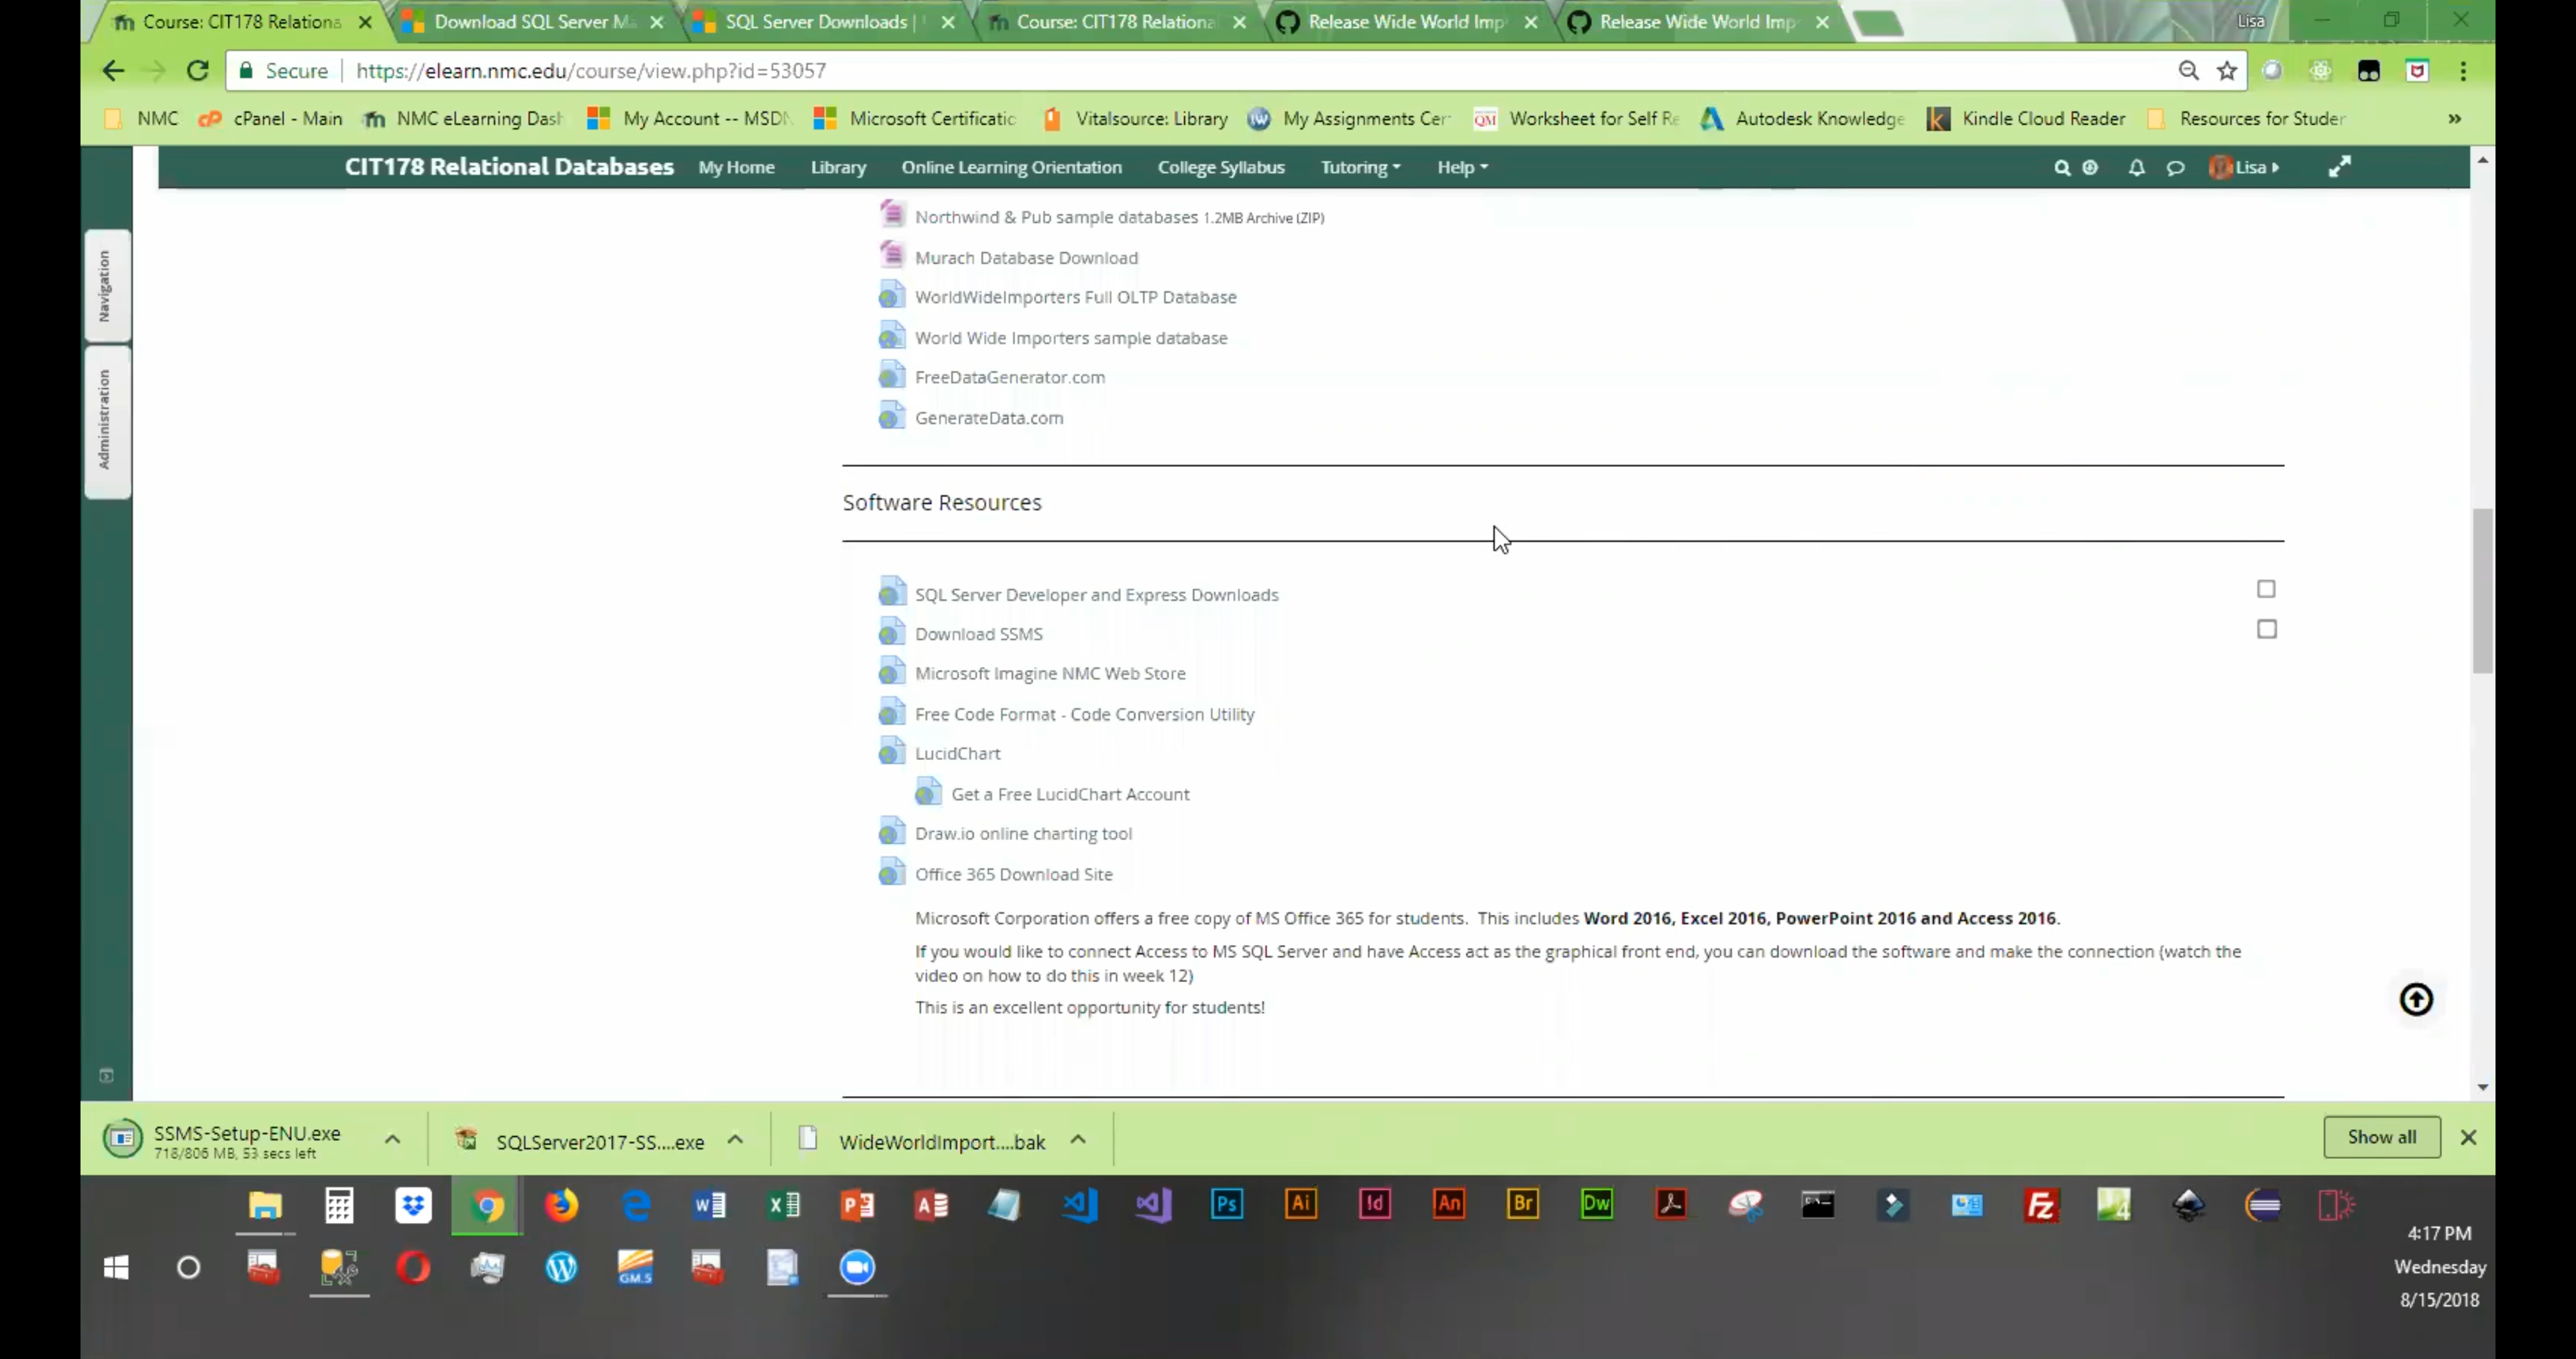 Course: CIT178 Relationa
Download SQL Server Ma
SQL Server Downloads |
Course: CIT178 Relationa
Release Wide World Imp
Release Wide World Imp
Lisa
Secure
https://elearn.nmc.edu/course/view.php?id=53057
NMC
cPanel - Main
NMC eLearning Dash
My Account -- MSDN
Microsoft Certificatio
Vitalsource: Library
My Assignments Cer
Worksheet for Self Re
Autodesk Knowledge
Kindle Cloud Reader
Resources for Studen
»
CIT178 Relational Databases
My Home
Library
Online Learning Orientation
College Syllabus
Tutoring
Help
Lisa
Navigation
Administration
Northwind & Pub sample databases 1.2MB Archive (ZIP)
Murach Database Download
WorldWideImporters Full OLTP Database
World Wide Importers sample database
FreeDataGenerator.com
GenerateData.com
Software Resources
SQL Server Developer and Express Downloads
Download SSMS
Microsoft Imagine NMC Web Store
Free Code Format - Code Conversion Utility
LucidChart
Get a Free LucidChart Account
Draw.io online charting tool
Office 365 Download Site
Microsoft Corporation offers a free copy of MS Office 365 for students. This includes Word 2016, Excel 2016, PowerPoint 2016 and Access 2016.
If you would like to connect Access to MS SQL Server and have Access act as the graphical front end, you can download the software and make the connection (watch the
video on how to do this in week 12)
This is an excellent opportunity for students!
SSMS-Setup-ENU.exe
718/806 MB, 53 secs left
SQLServer2017-SS....exe
WideWorldImport....bak
Show all
Ps
Ai
Id
An
Br
Dw
Fz
GM.5
4:17 PM
Wednesday
8/15/2018